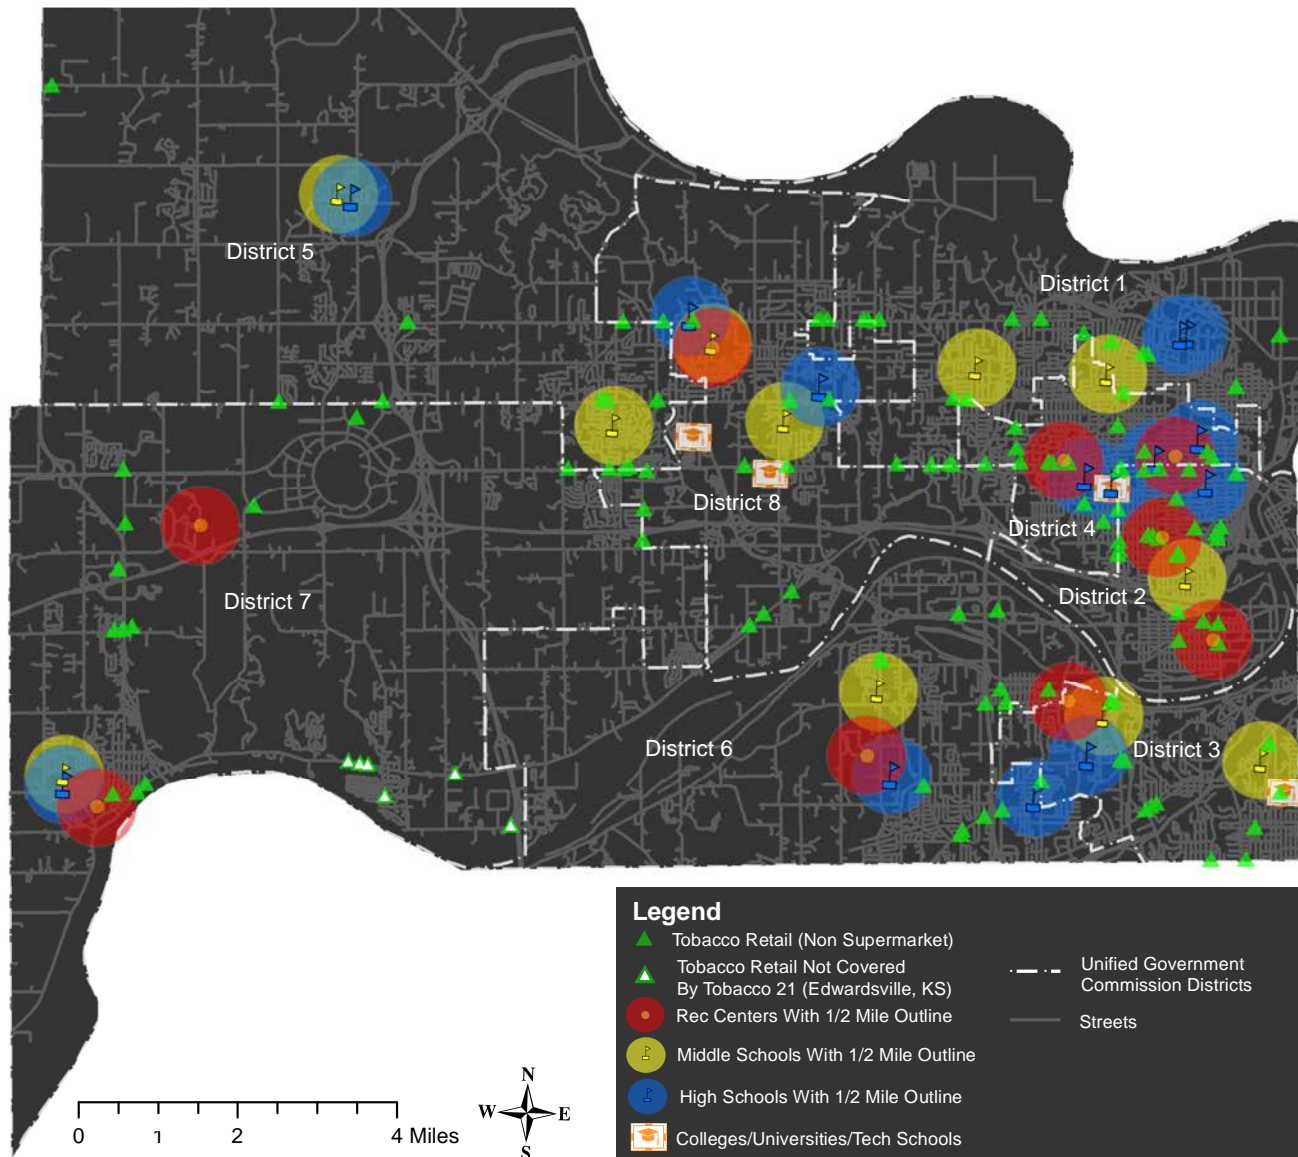 District 5
District 1
District 8
District 4
District 7
District 2
District 6
District 3
Legend
Tobacco Retail (Non Supermarket)
Tobacco Retail Not Covered
By Tobacco 21 (Edwardsville, KS)
Rec Centers With 1/2 Mile Outline
Middle Schools With 1/2 Mile Outline
High Schools With 1/2 Mile Outline
Colleges/Universities/Tech Schools
Unified Government
Commission Districts
Streets
N
W E
S
0 1 2 4 Miles